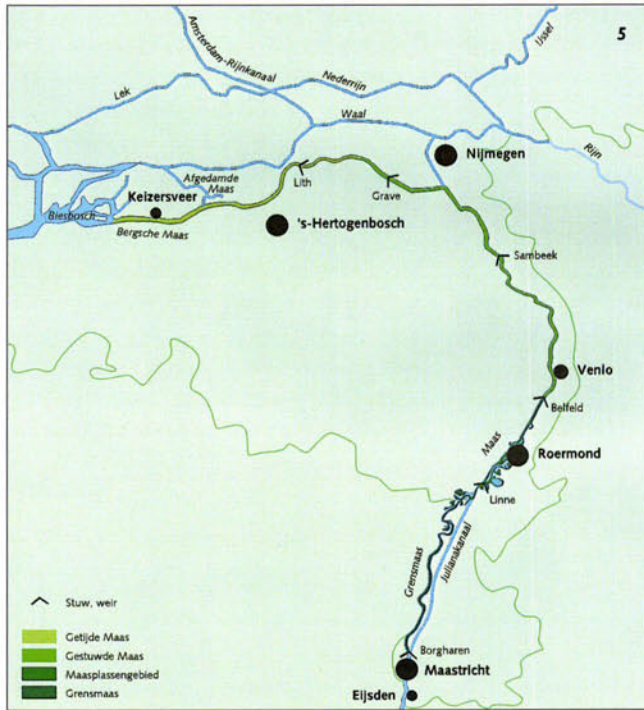 5
Amsterdam-Rijnkanaal
IJssel
Nederrijn
Lek
Waal
Nijmegen
Rijn
Afgedamde
Maas
Lith
Grave
Keizersveer
Biesbosch
's-Hertogenbosch
Bergsche Maas
Sambeek
Venlo
Belfeld
Maas
Roermond
Linne
Grensmaas
Julianakanaal
Stuw, weir
Getijde Maas
Borgharen
Gestuwde Maas
Maastricht
Maasplassengebied
Grensmaas
Eijsden